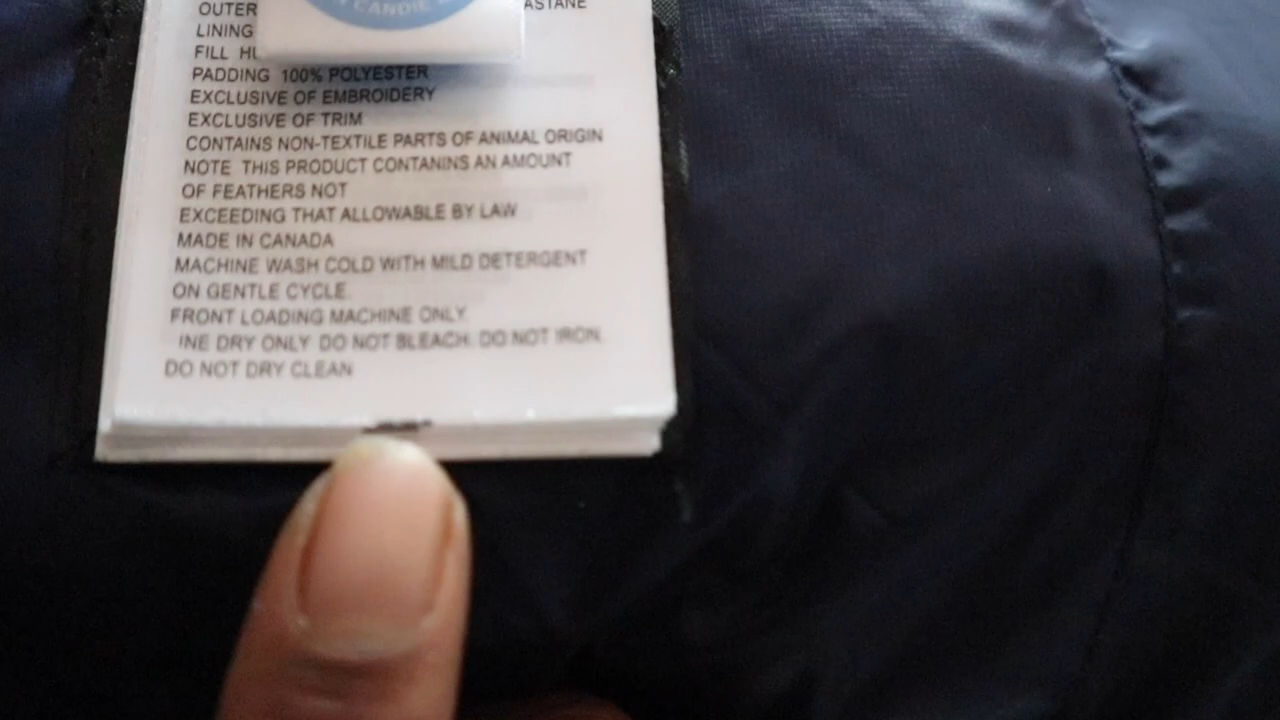 CANDIE
OUTER
LINING
FILL
PADDING 100% POLYESTER
EXCLUSIVE OF EMBROIDERY
EXCLUSIVE OF TRIM
CONTAINS NON-TEXTILE PARTS OF ANIMAL ORIGIN
NOTE THIS PRODUCT CONTANINS AN AMOUNT
OF FEATHERS NOT
EXCEEDING THAT ALLOWABLE BY LAW
MADE IN CANADA
MACHINE WASH COLD WITH MILD DETERGENT
ON GENTLE CYCLE.
FRONT LOADING MACHINE ONLY.
INE DRY ONLY DO NOT BLEACH. DO NOT IRON.
DO NOT DRY CLEAN